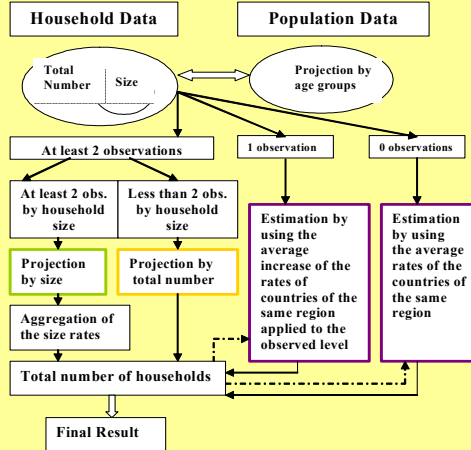 Household Data
Population Data
Total
Number
Size
Projection by
age groups
At least 2 observations
1 observation
0 observations
At least 2 obs.
by household
size
Less than 2 obs.
by household
size
Estimation by
using the
average
increase of the
rates of
countries of the
same region
applied to the
observed level
Estimation by
using the
average rates
of the
countries of
the same
region
Projection
by size
Projection by
total number
Aggregation of
the size rates
Total number of households
Final Result